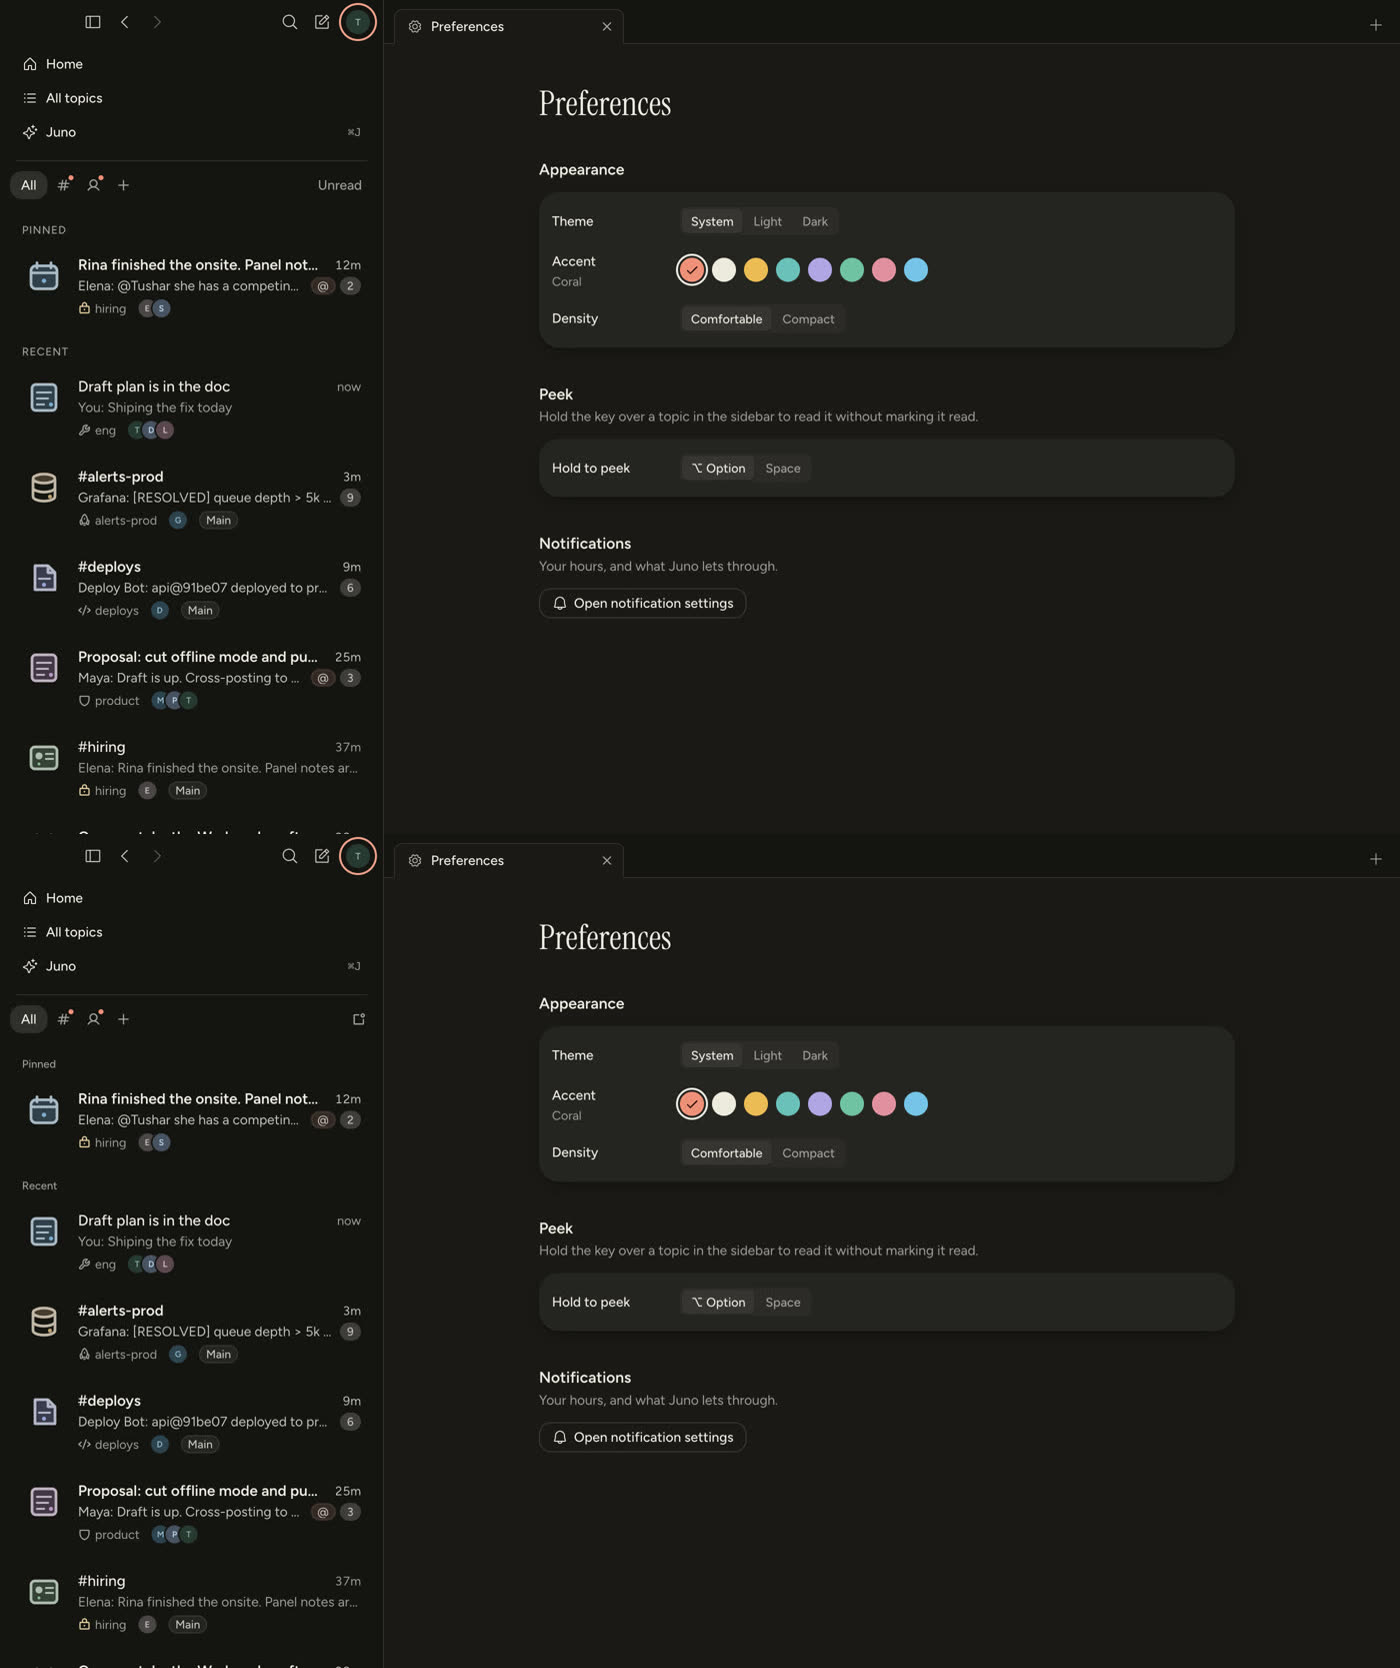 T
Preferences
Home
All topics
Juno
⌘J
All
Unread
PINNED
Rina finished the onsite. Panel not...
12m
Elena: @Tushar she has a competin...
@
2
hiring
E
S
RECENT
Draft plan is in the doc
now
You: Shiping the fix today
eng
T
D
L
#alerts-prod
3m
Grafana: [RESOLVED] queue depth > 5k ...
9
alerts-prod
G
Main
#deploys
9m
Deploy Bot: api@91be07 deployed to pr...
6
deploys
D
Main
Proposal: cut offline mode and pu...
25m
Maya: Draft is up. Cross-posting to ...
@
3
product
M
P
T
#hiring
37m
Elena: Rina finished the onsite. Panel notes ar...
hiring
E
Main
Preferences
Appearance
Theme
System
Light
Dark
Accent
Coral
Density
Comfortable
Compact
Peek
Hold the key over a topic in the sidebar to read it without marking it read.
Hold to peek
⌥ Option
Space
Notifications
Your hours, and what Juno lets through.
Open notification settings
T
Preferences
Home
All topics
Juno
⌘J
All
Pinned
Rina finished the onsite. Panel not...
12m
Elena: @Tushar she has a competin...
@
2
hiring
E
S
Recent
Draft plan is in the doc
now
You: Shiping the fix today
eng
T
D
L
#alerts-prod
3m
Grafana: [RESOLVED] queue depth > 5k ...
9
alerts-prod
G
Main
#deploys
9m
Deploy Bot: api@91be07 deployed to pr...
6
deploys
D
Main
Proposal: cut offline mode and pu...
25m
Maya: Draft is up. Cross-posting to ...
@
3
product
M
P
T
#hiring
37m
Elena: Rina finished the onsite. Panel notes ar...
hiring
E
Main
Preferences
Appearance
Theme
System
Light
Dark
Accent
Coral
Density
Comfortable
Compact
Peek
Hold the key over a topic in the sidebar to read it without marking it read.
Hold to peek
⌥ Option
Space
Notifications
Your hours, and what Juno lets through.
Open notification settings